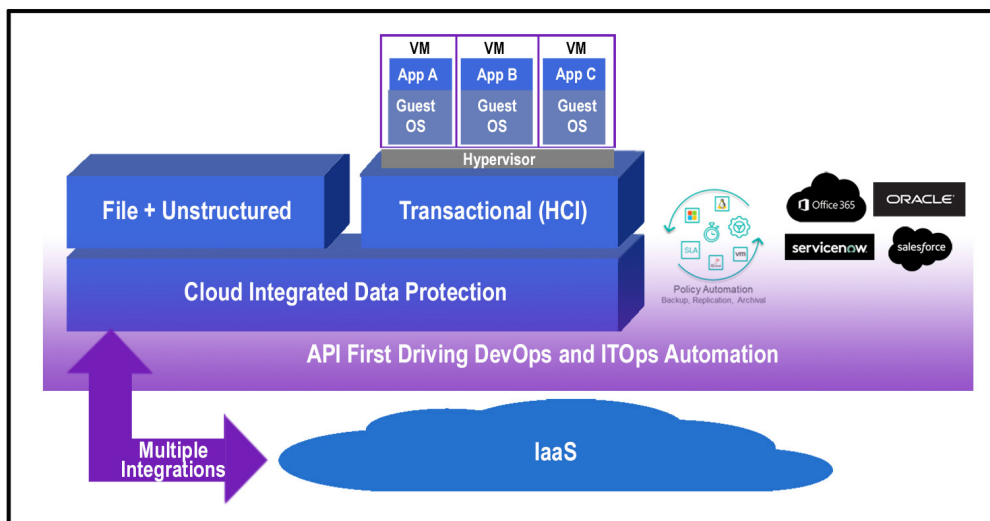 VM VM VM
App A App B App C
Guest OS Guest OS Guest OS
Hypervisor
File + Unstructured
Transactional (HCI)
Cloud Integrated Data Protection
SLA
vm
Policy Automation
Backup, Replication, Archival
Office 365
ORACLE
servicenow
salesforce
API First Driving DevOps and ITOps Automation
Multiple
Integrations
IaaS